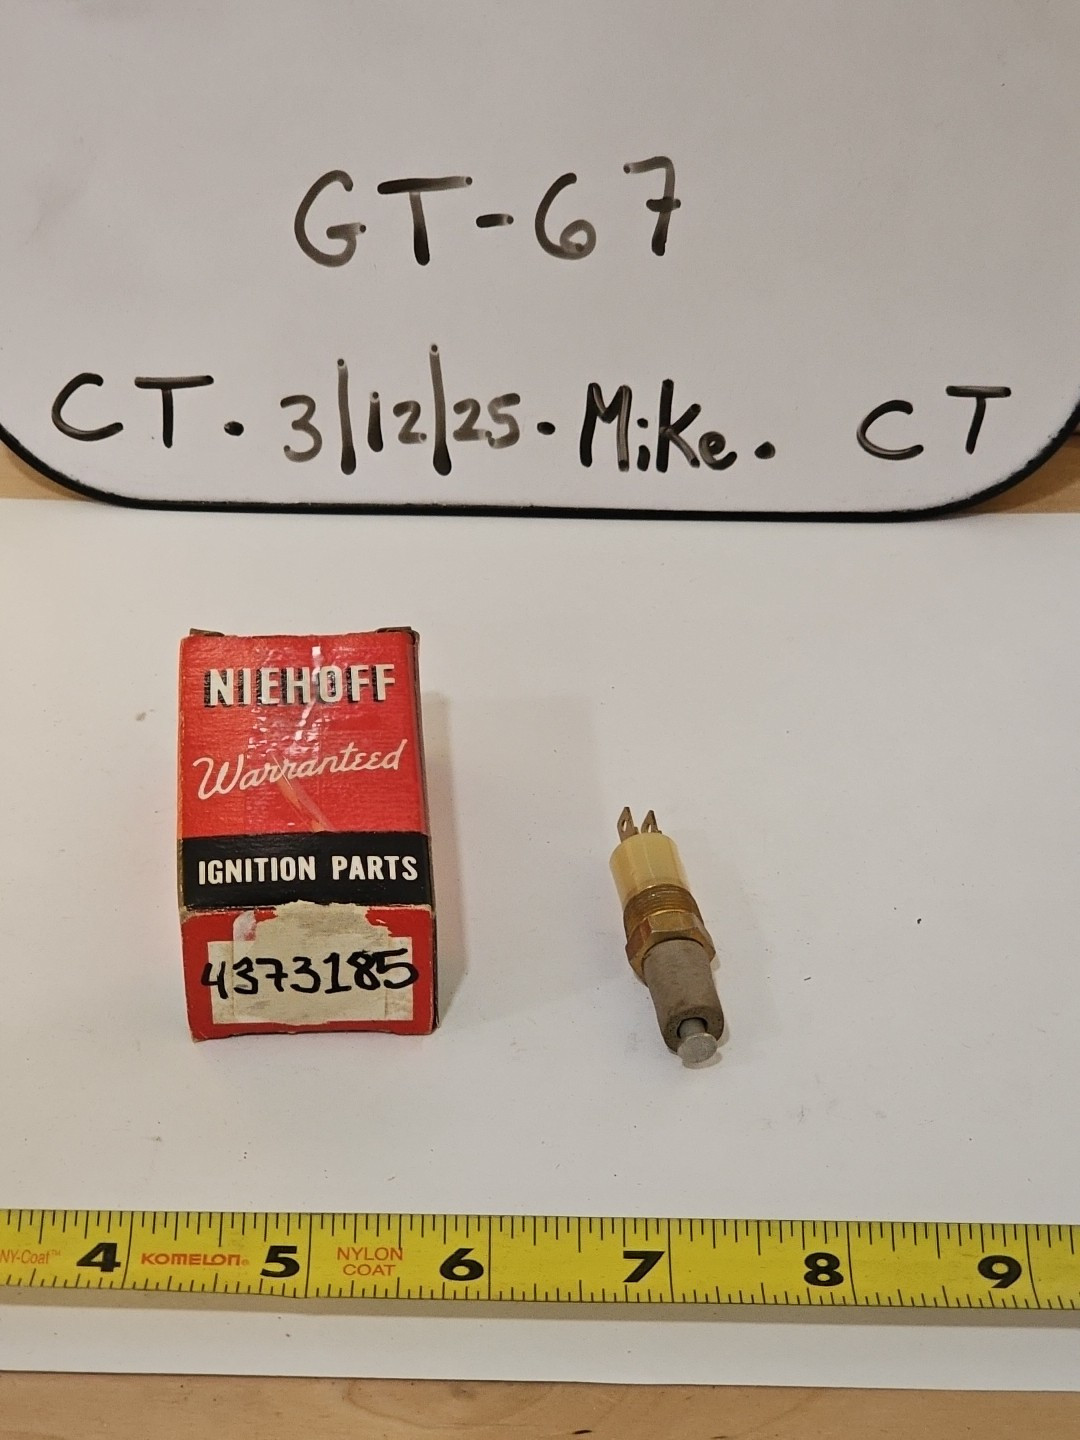 GT-67
CT. 3/12/25. Mike. CT
NIEHOFF
Warranteed
IGNITION PARTS
4373185
NY-Coat™ 4 KOMELON® 5 NYLON COAT 6 7 8 9